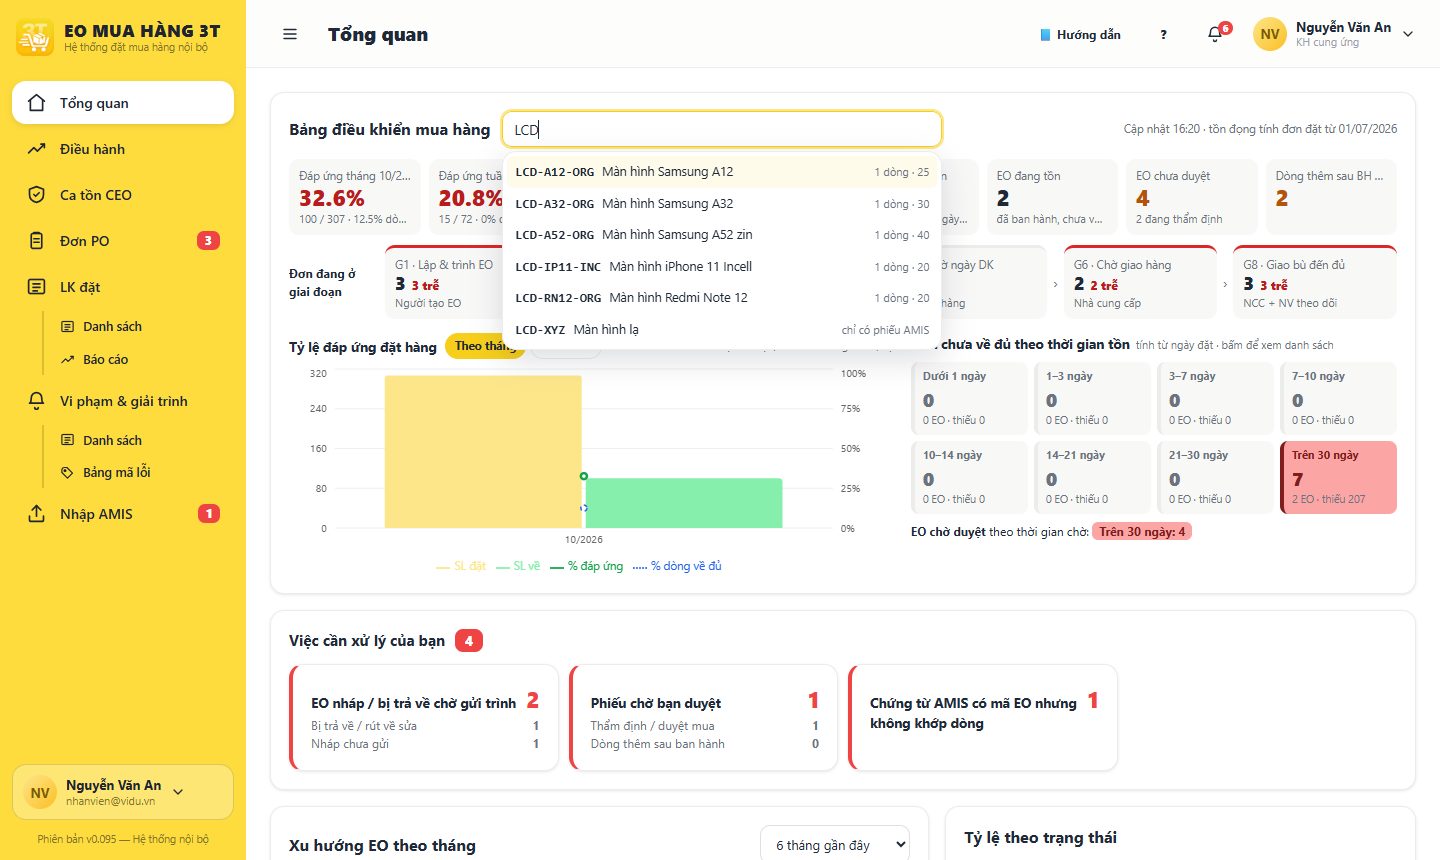 EO MUA HÀNG 3T
Hệ thống đặt mua hàng nội bộ
Tổng quan
Điều hành
Ca tồn CEO
Đơn PO 3
LK đặt
Danh sách
Báo cáo
Vi phạm & giải trình
Danh sách
Bảng mã lỗi
Nhập AMIS 1
NV Nguyễn Văn An
nhanvien@vidu.vn
Phiên bản v0.095 — Hệ thống nội bộ
Tổng quan
Hướng dẫn
?
6
NV Nguyễn Văn An
KH cung ứng
Bảng điều khiển mua hàng
LCD
Cập nhật 16:20 · tồn đọng tính đơn đặt từ 01/07/2026
LCD-A12-ORG Màn hình Samsung A12 1 dòng · 25
LCD-A32-ORG Màn hình Samsung A32 1 dòng · 30
LCD-A52-ORG Màn hình Samsung A52 zin 1 dòng · 40
LCD-IP11-INC Màn hình iPhone 11 Incell 1 dòng · 20
LCD-RN12-ORG Màn hình Redmi Note 12 1 dòng · 20
LCD-XYZ Màn hình lạ chỉ có phiếu AMIS
Đáp ứng tháng 10/2...
32.6%
100 / 307 · 12.5% dò...
Đáp ứng tuầ
20.8%
15 / 72 · 0% d
EO đang tồn
2
đã ban hành, chưa v...
EO chưa duyệt
4
2 đang thẩm định
Dòng thêm sau BH ...
2
Đơn đang ở
giai đoạn
G1 · Lập & trình EO
3 3 trễ
Người tạo EO
ngày DK
hàng
›
G6 · Chờ giao hàng
2 2 trễ
Nhà cung cấp
›
G8 · Giao bù đến đủ
3 3 trễ
NCC + NV theo dõi
Tỷ lệ đáp ứng đặt hàng
Theo tháng
320
240
160
80
0
100%
75%
50%
25%
0%
10/2026
SL đặt
SL về
% đáp ứng
% dòng về đủ
chưa về đủ theo thời gian tồn tính từ ngày đặt · bấm để xem danh sách
Dưới 1 ngày
0
0 EO · thiếu 0
1–3 ngày
0
0 EO · thiếu 0
3–7 ngày
0
0 EO · thiếu 0
7–10 ngày
0
0 EO · thiếu 0
10–14 ngày
0
0 EO · thiếu 0
14–21 ngày
0
0 EO · thiếu 0
21–30 ngày
0
0 EO · thiếu 0
Trên 30 ngày
7
2 EO · thiếu 207
EO chờ duyệt theo thời gian chờ: Trên 30 ngày: 4
Việc cần xử lý của bạn 4
EO nháp / bị trả về chờ gửi trình 2
Bị trả về / rút về sửa 1
Nháp chưa gửi 1
Phiếu chờ bạn duyệt 1
Thẩm định / duyệt mua 1
Dòng thêm sau ban hành 0
Chứng từ AMIS có mã EO nhưng 1
không khớp dòng
Xu hướng EO theo tháng
6 tháng gần đây
Tỷ lệ theo trạng thái